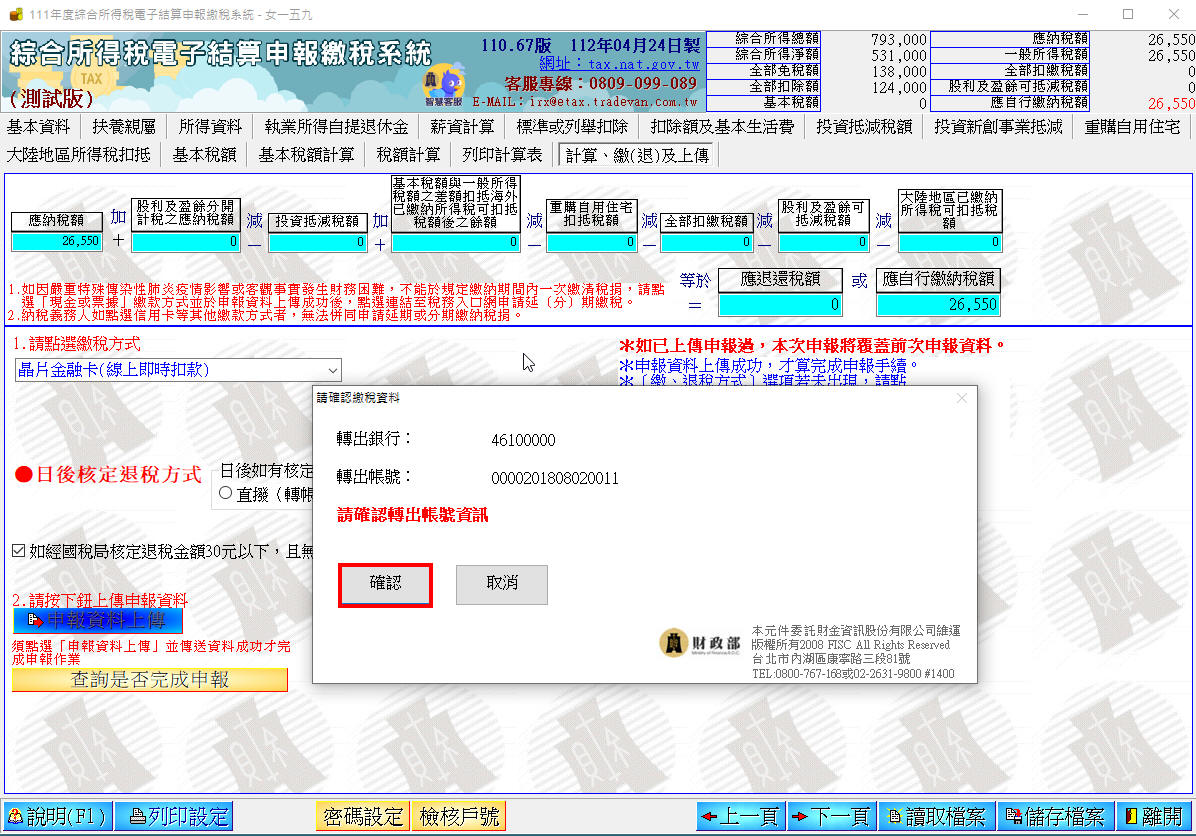 111年度綜合所得稅電子結算申報繳稅系統 - 女一五九
綜合所得稅電子結算申報繳稅系統
(測試版)
TAX
智慧客服
110.67版 112年04月24日製
網址：tax.nat.gov.tw
客服專線：0809-099-089
E-MAIL：irx@etax.tradevan.com.tw
綜合所得總額 793,000 應納稅額 26,550
綜合所得淨額 531,000 一般所得稅額 26,550
全部免稅額 138,000 全部扣繳稅額 0
全部扣除額 124,000 股利及盈餘可抵減稅額 0
基本稅額 0 應自行繳納稅額 26,550
基本資料 扶養親屬 所得資料 執業所得自提退休金 薪資計算 標準或列舉扣除 扣除額及基本生活費 投資抵減稅額 投資新創事業抵減 重購自用住宅
大陸地區所得稅扣抵 基本稅額 基本稅額計算 稅額計算 列印計算表 計算、繳(退)及上傳
應納稅額
26,550
加
+
股利及盈餘分開
計稅之應納稅額
0
減
—
投資抵減稅額
0
加
+
基本稅額與一般所得
稅額之差額扣抵海外
已繳納所得稅可扣抵
稅額後之餘額
0
減
—
重購自用住宅
扣抵稅額
0
減
—
全部扣繳稅額
0
減
—
股利及盈餘可
抵減稅額
0
減
—
大陸地區已繳納
所得稅可扣抵稅
額
0
1.如因嚴重特殊傳染性肺炎疫情影響或客觀事實發生財務困難，不能於規定繳納期間內一次繳清稅捐，請點
選「現金或票據」繳款方式並於申報資料上傳成功後，點選連結至稅務入口網申請延（分）期繳稅。
2.納稅義務人如點選信用卡等其他繳款方式者，無法併同申請延期或分期繳納稅捐。
等於
=
應退還稅額
0
或
應自行繳納稅額
26,550
1.請點選繳稅方式
晶片金融卡(線上即時扣款)
＊如已上傳申報過，本次申報將覆蓋前次申報資料。
＊申報資料上傳成功，才算完成申報手續。
＊〔繳、退稅方式〕選項若未出現，請點
●日後核定退稅方式
日後如有核定
直撥（轉帳
如經國稅局核定退稅金額30元以下，且無
2.請按下鈕上傳申報資料
申報資料上傳
須點選「申報資料上傳」並傳送資料成功才完
成申報作業
查詢是否完成申報
請確認繳稅資料
轉出銀行： 46100000
轉出帳號： 0000201808020011
請確認轉出帳號資訊
確認 取消
財政部
Ministry of Finance R.O.C.
本元件委託財金資訊股份有限公司維運
版權所有2008 FISC All Rights Reserved
台北市內湖區康寧路三段81號
TEL:0800-767-168或02-2631-9800 #1400
說明(F1) 列印設定 密碼設定 檢核戶號 上一頁 下一頁 讀取檔案 儲存檔案 離開